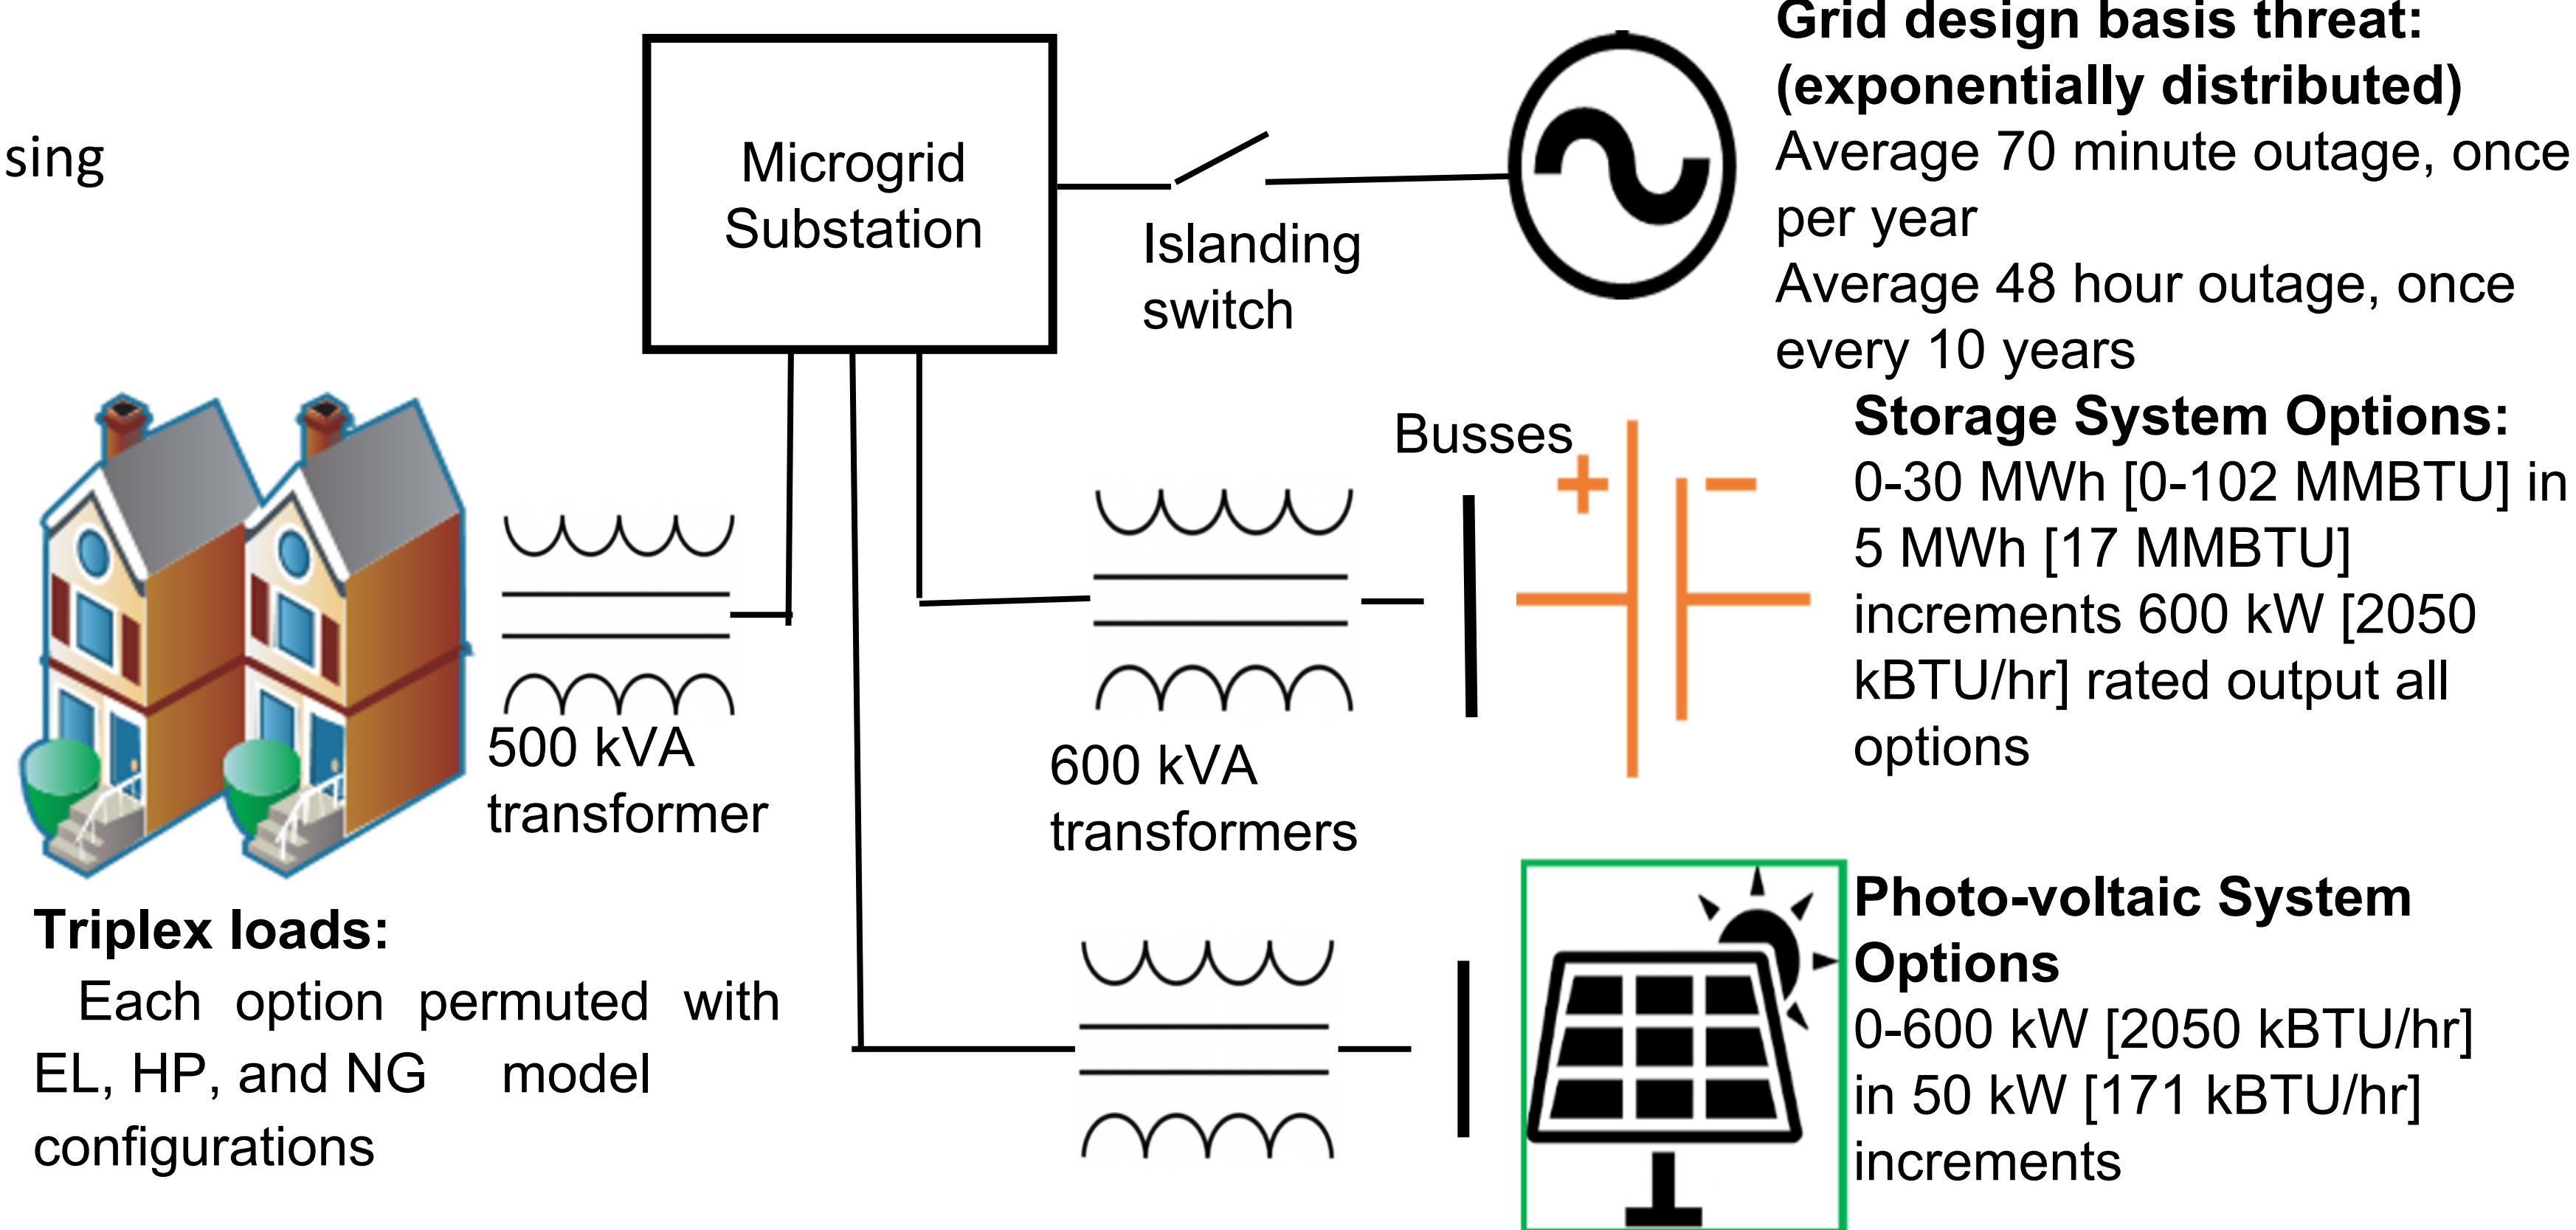 sing
Microgrid
Substation
Islanding
switch
Grid design basis threat:
(exponentially distributed)
Average 70 minute outage, once
per year
Average 48 hour outage, once
every 10 years
Busses
+
-
Storage System Options:
0-30 MWh [0-102 MMBTU] in
5 MWh [17 MMBTU]
increments 600 kW [2050
kBTU/hr] rated output all
options
500 kVA
transformer
600 kVA
transformers
Triplex loads:
Each option permuted with
EL, HP, and NG model
configurations
Photo-voltaic System
Options
0-600 kW [2050 kBTU/hr]
in 50 kW [171 kBTU/hr]
increments